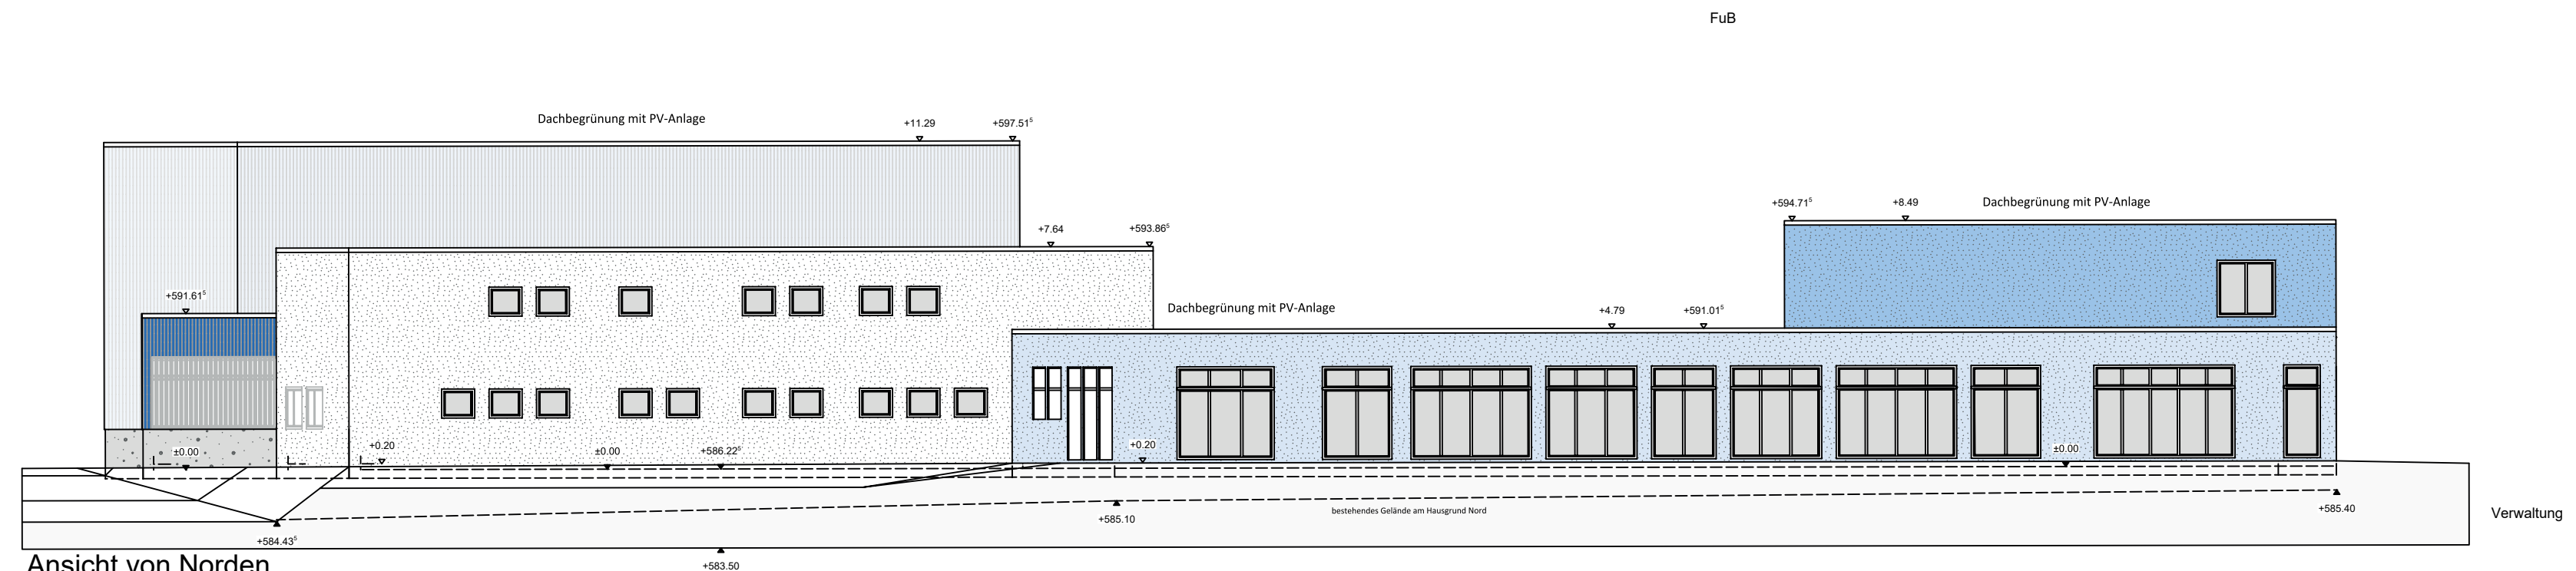 FuB
Dachbegrünung mit PV-Anlage
+11.29
+597.51⁵
+594.71⁵
+8.49
Dachbegrünung mit PV-Anlage
+7.64
+593.86⁵
+591.61⁵
Dachbegrünung mit PV-Anlage
+4.79
+591.01⁵
±0.00
+0.20
±0.00
+586.22⁵
+0.20
±0.00
+584.43⁵
+585.10
bestehendes Gelände am Hausgrund Nord
+585.40
Verwaltung
Ansicht von Norden
+583.50